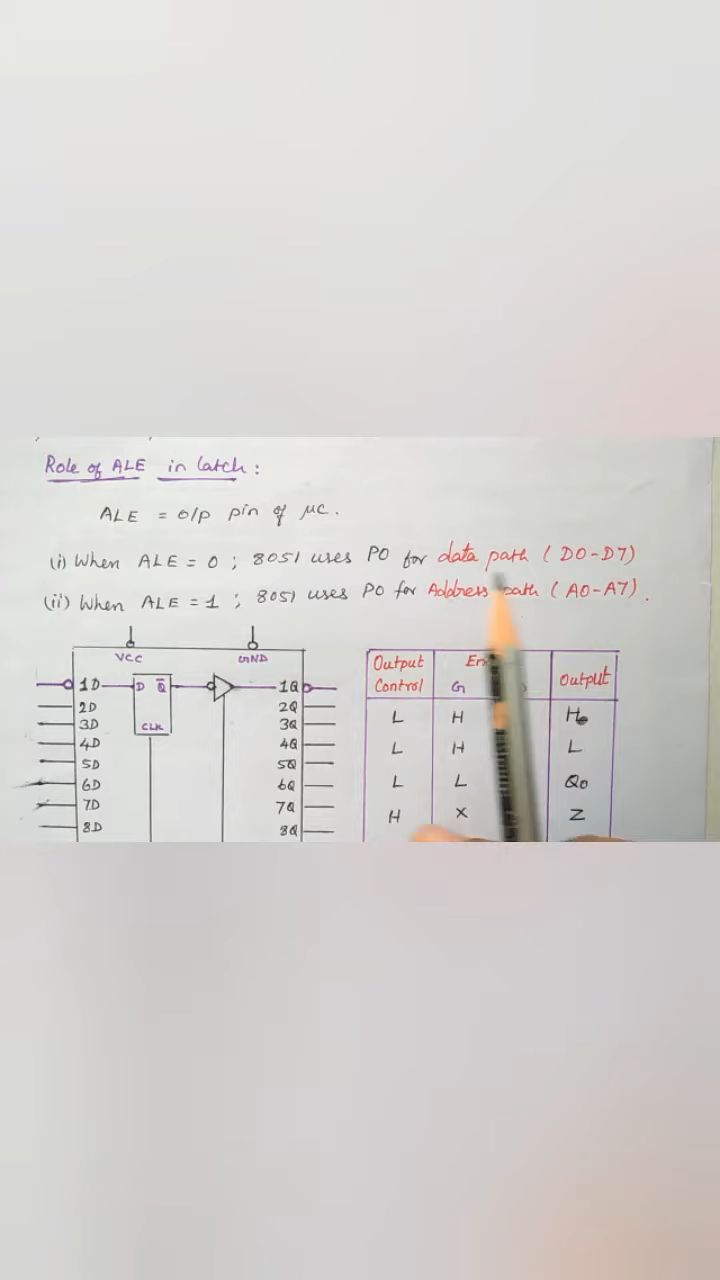 Role of ALE in Latch :
ALE = o/p pin of μc.
(i) When ALE = 0 ; 8051 uses P0 for data path ( D0-D7)
(ii) When ALE = 1 ; 8051 uses P0 for Address path ( A0-A7) .
VCC GND
1D D Q̅ 1Q
2D 2Q
3D CLK 3Q
4D 4Q
5D 5Q
6D 6Q
7D 7Q
8D 8Q
Output Control G Output
L H H
L H L
L L Q0
H X Z